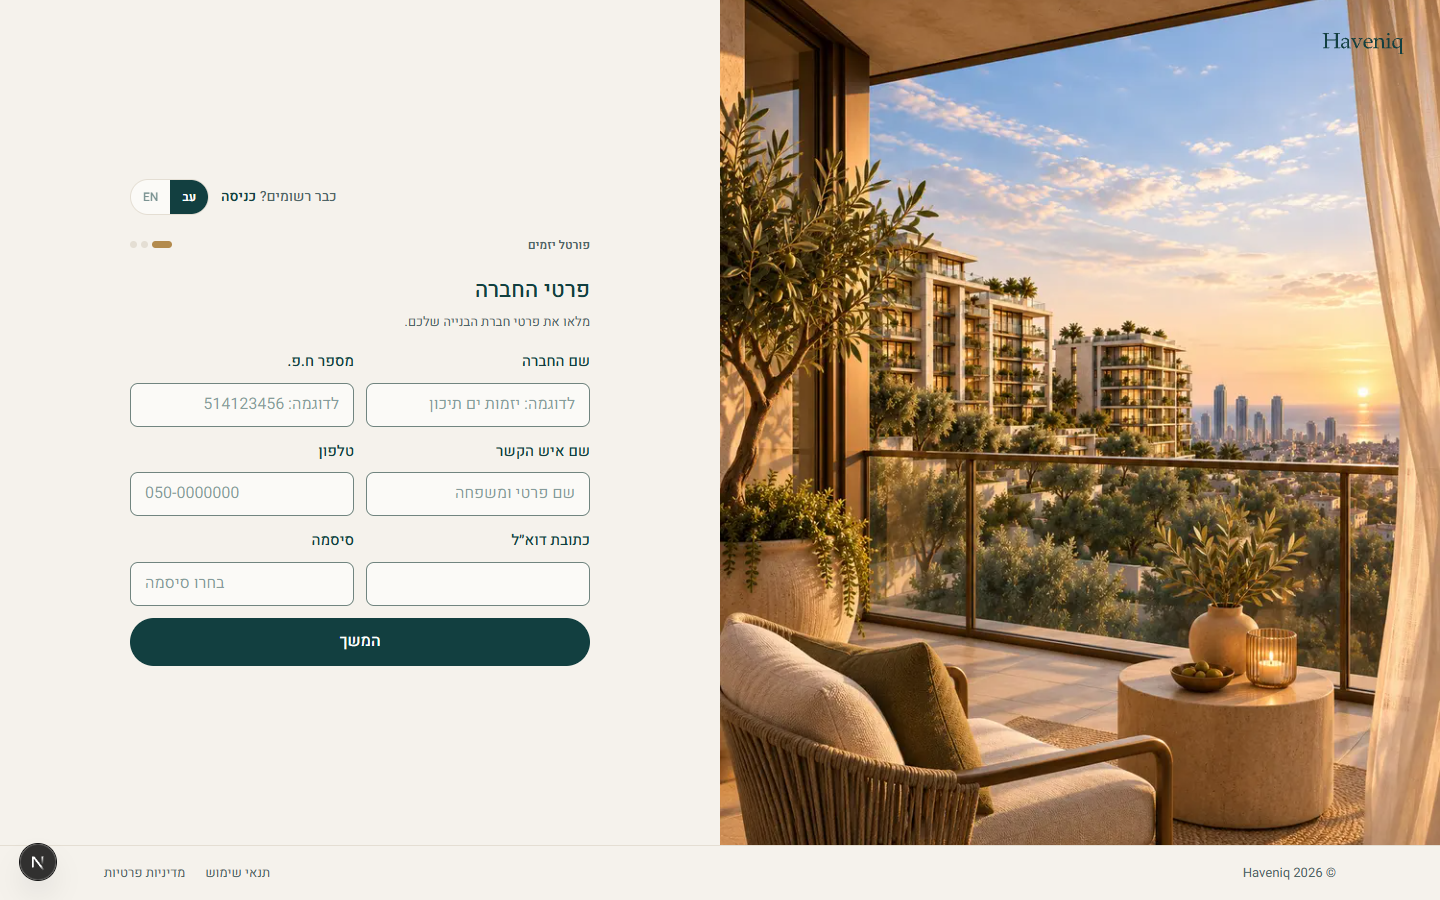 Haveniq
כבר רשומים? כניסה
עב EN
פורטל יזמים
פרטי החברה
מלאו את פרטי חברת הבנייה שלכם.
שם החברה
מספר ח.פ.
לדוגמה: יזמות ים תיכון
לדוגמה: 514123456
שם איש הקשר
טלפון
שם פרטי ומשפחה
050-0000000
כתובת דוא״ל
סיסמה
בחרו סיסמה
המשך
© 2026 Haveniq
תנאי שימוש
מדיניות פרטיות
N